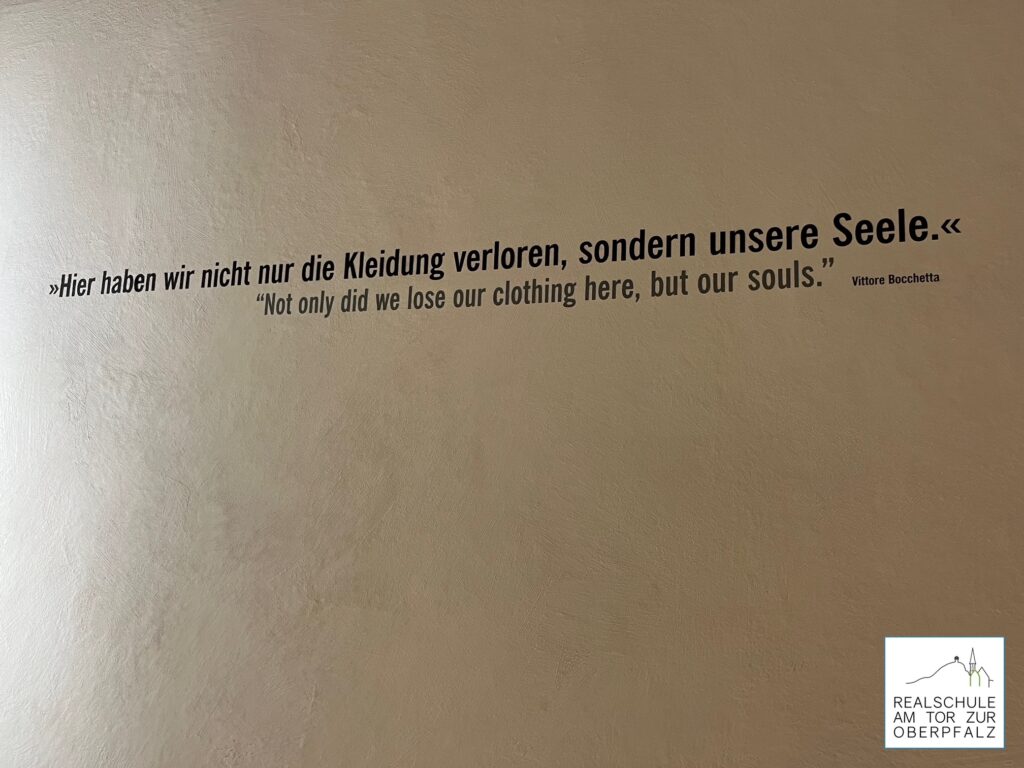 »Hier haben wir nicht nur die Kleidung verloren, sondern unsere Seele.«
“Not only did we lose our clothing here, but our souls.”
Vittore Bocchetta
REALSCHULE
AM TOR ZUR
OBERPFALZ